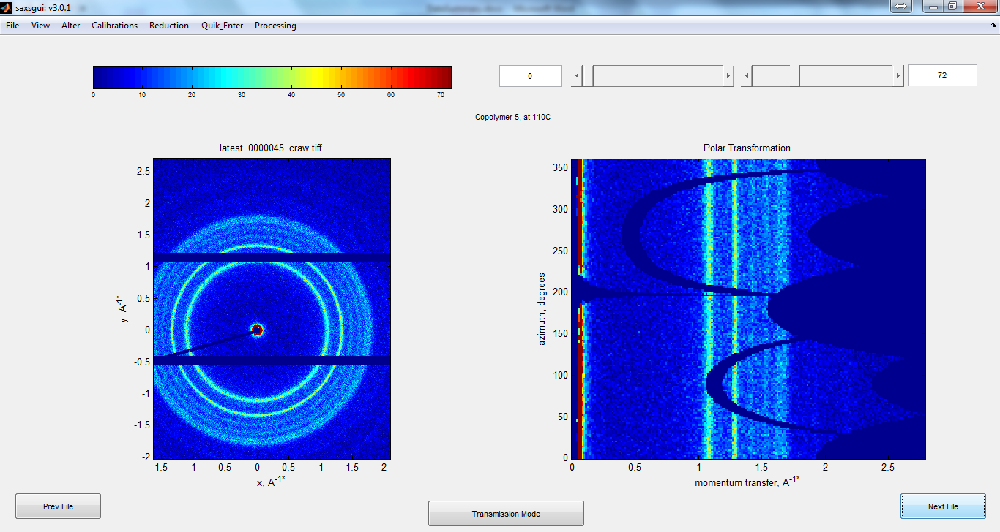 saxsgui: v3.0.1
File View Alter Calibrations Reduction Quik_Enter Processing
0 10 20 30 40 50 60 70
0
72
Copolymer 5, at 110C
latest_0000045_craw.tiff
2.5
2
1.5
1
0.5
0
-0.5
-1
-1.5
-2
y, A-1*
-1.5 -1 -0.5 0 0.5 1 1.5 2
x, A-1*
Polar Transformation
350
300
250
200
150
100
50
0
azimuth, degrees
0 0.5 1 1.5 2 2.5
momentum transfer, A-1*
Prev File
Transmission Mode
Next File